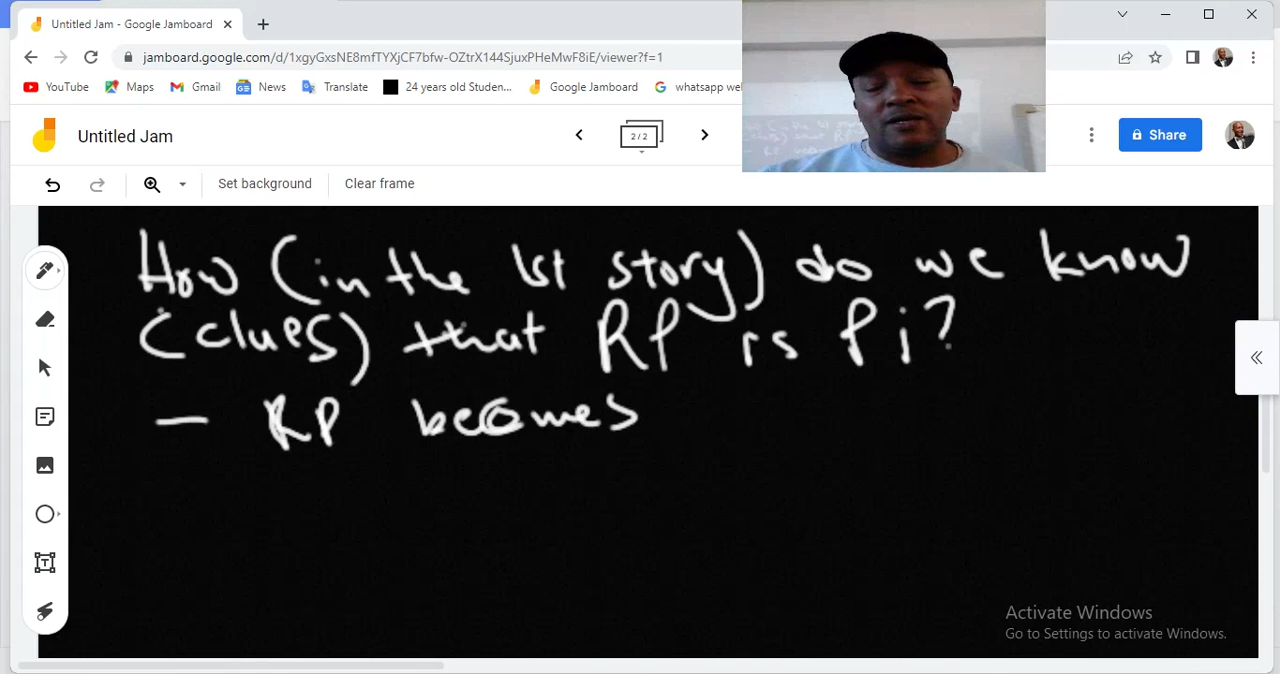 Untitled Jam - Google Jamboard
jamboard.google.com/d/1xgyGxsNE8mfTYXjCF7bfw-OZtrX144SjuxPHeMwF8iE/viewer?f=1
YouTube Maps Gmail News Translate 24 years old Studen... Google Jamboard whatsapp wel
Untitled Jam 2/2 Share
Set background Clear frame
How (in the 1st story) do we know
(clues) that RP is Pi?
- RP becomes
Activate Windows
Go to Settings to activate Windows.